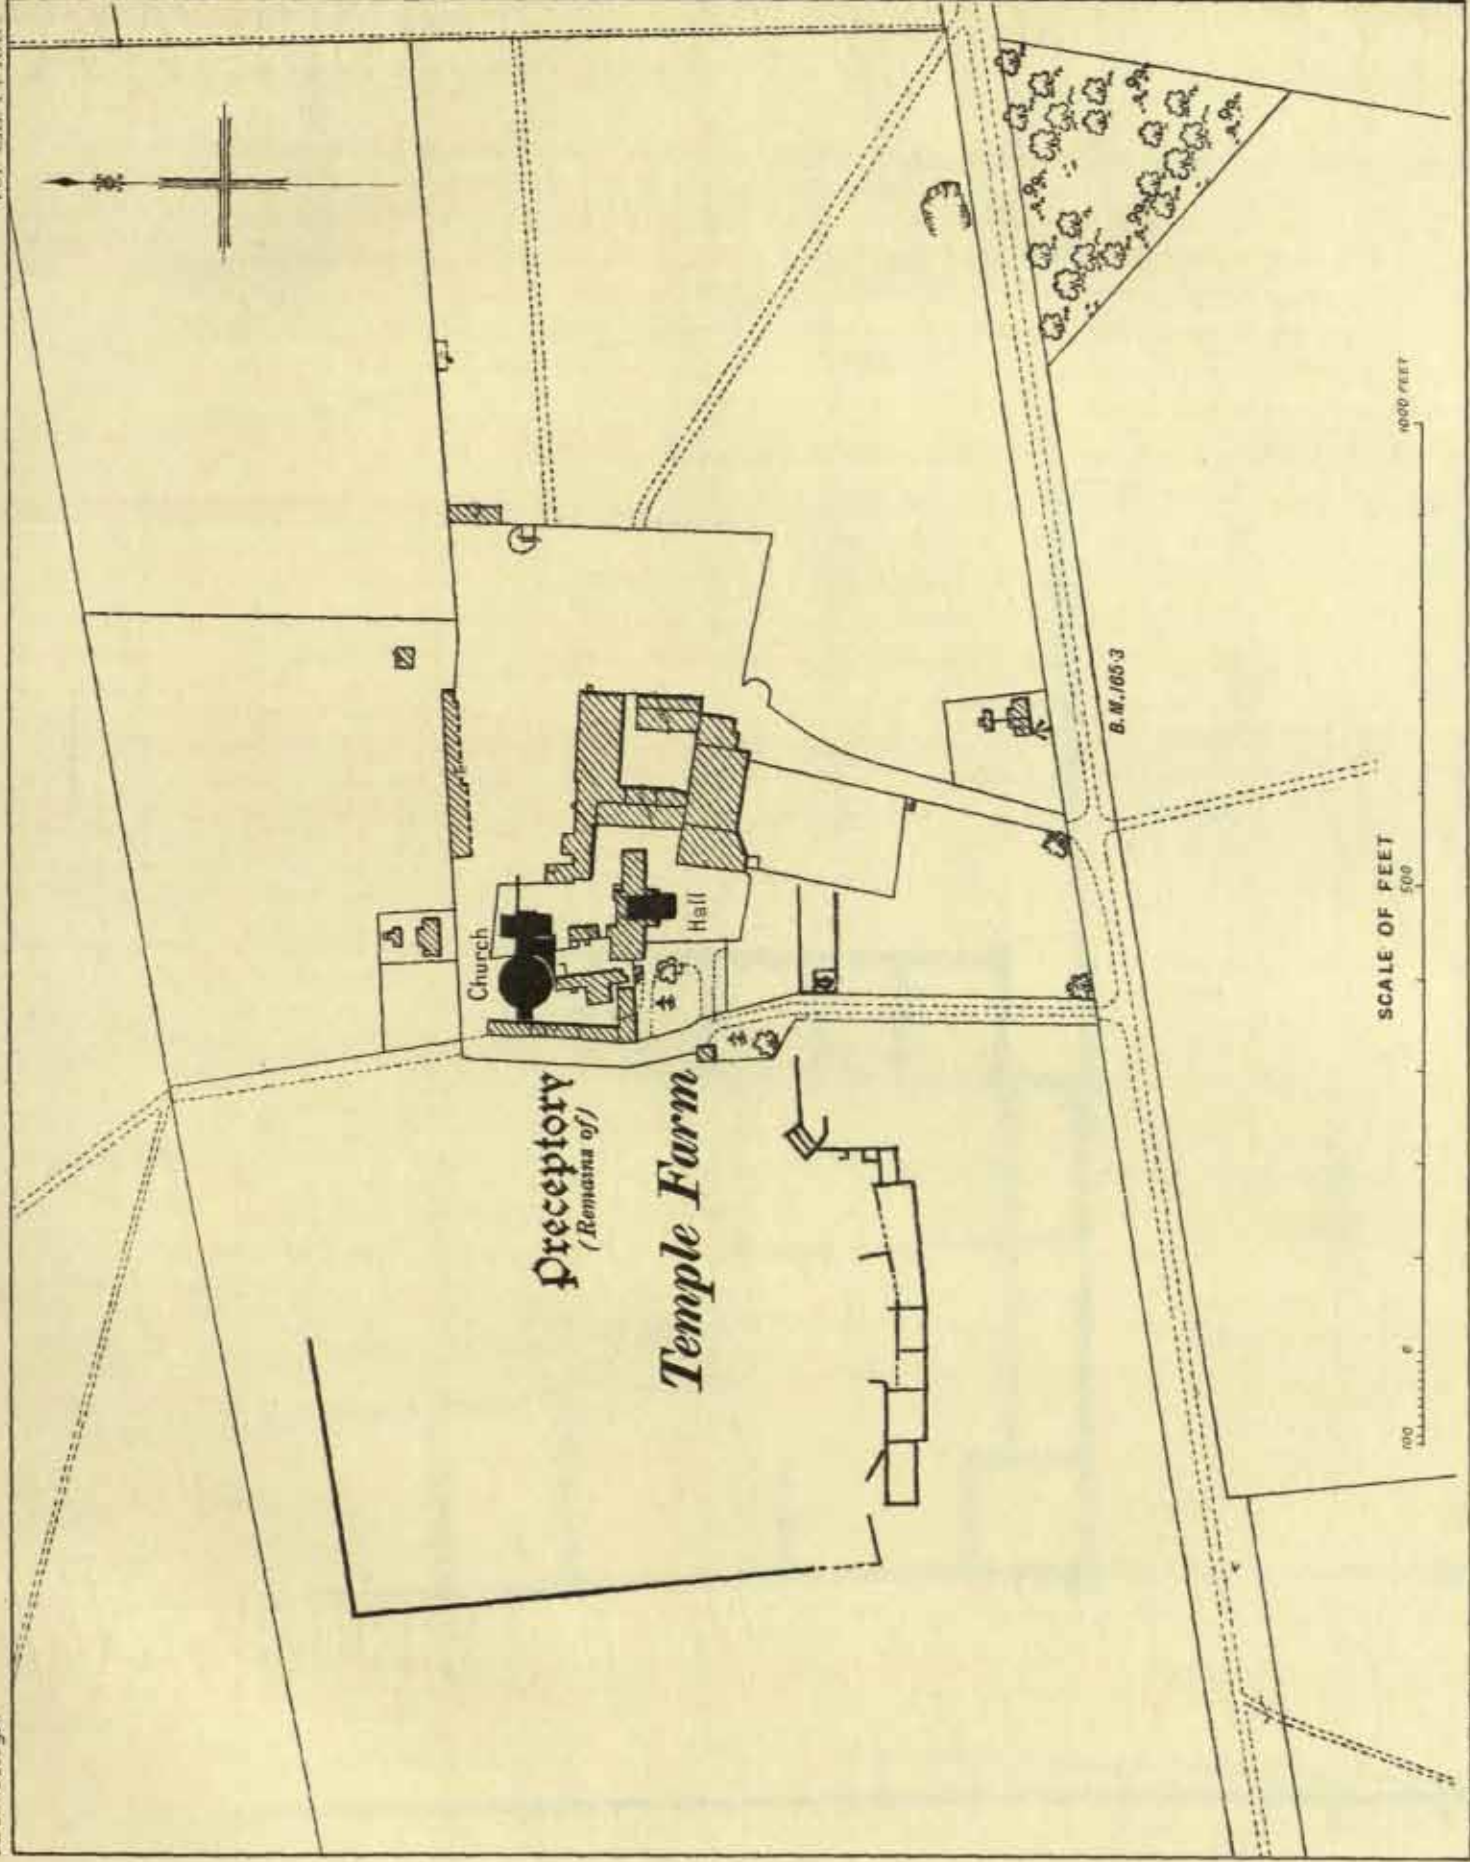 Church
Hall
Preceptory
(Remains of)
Temple Farm
B.M. 165·3
SCALE OF FEET
100 0 500 1000 FEET